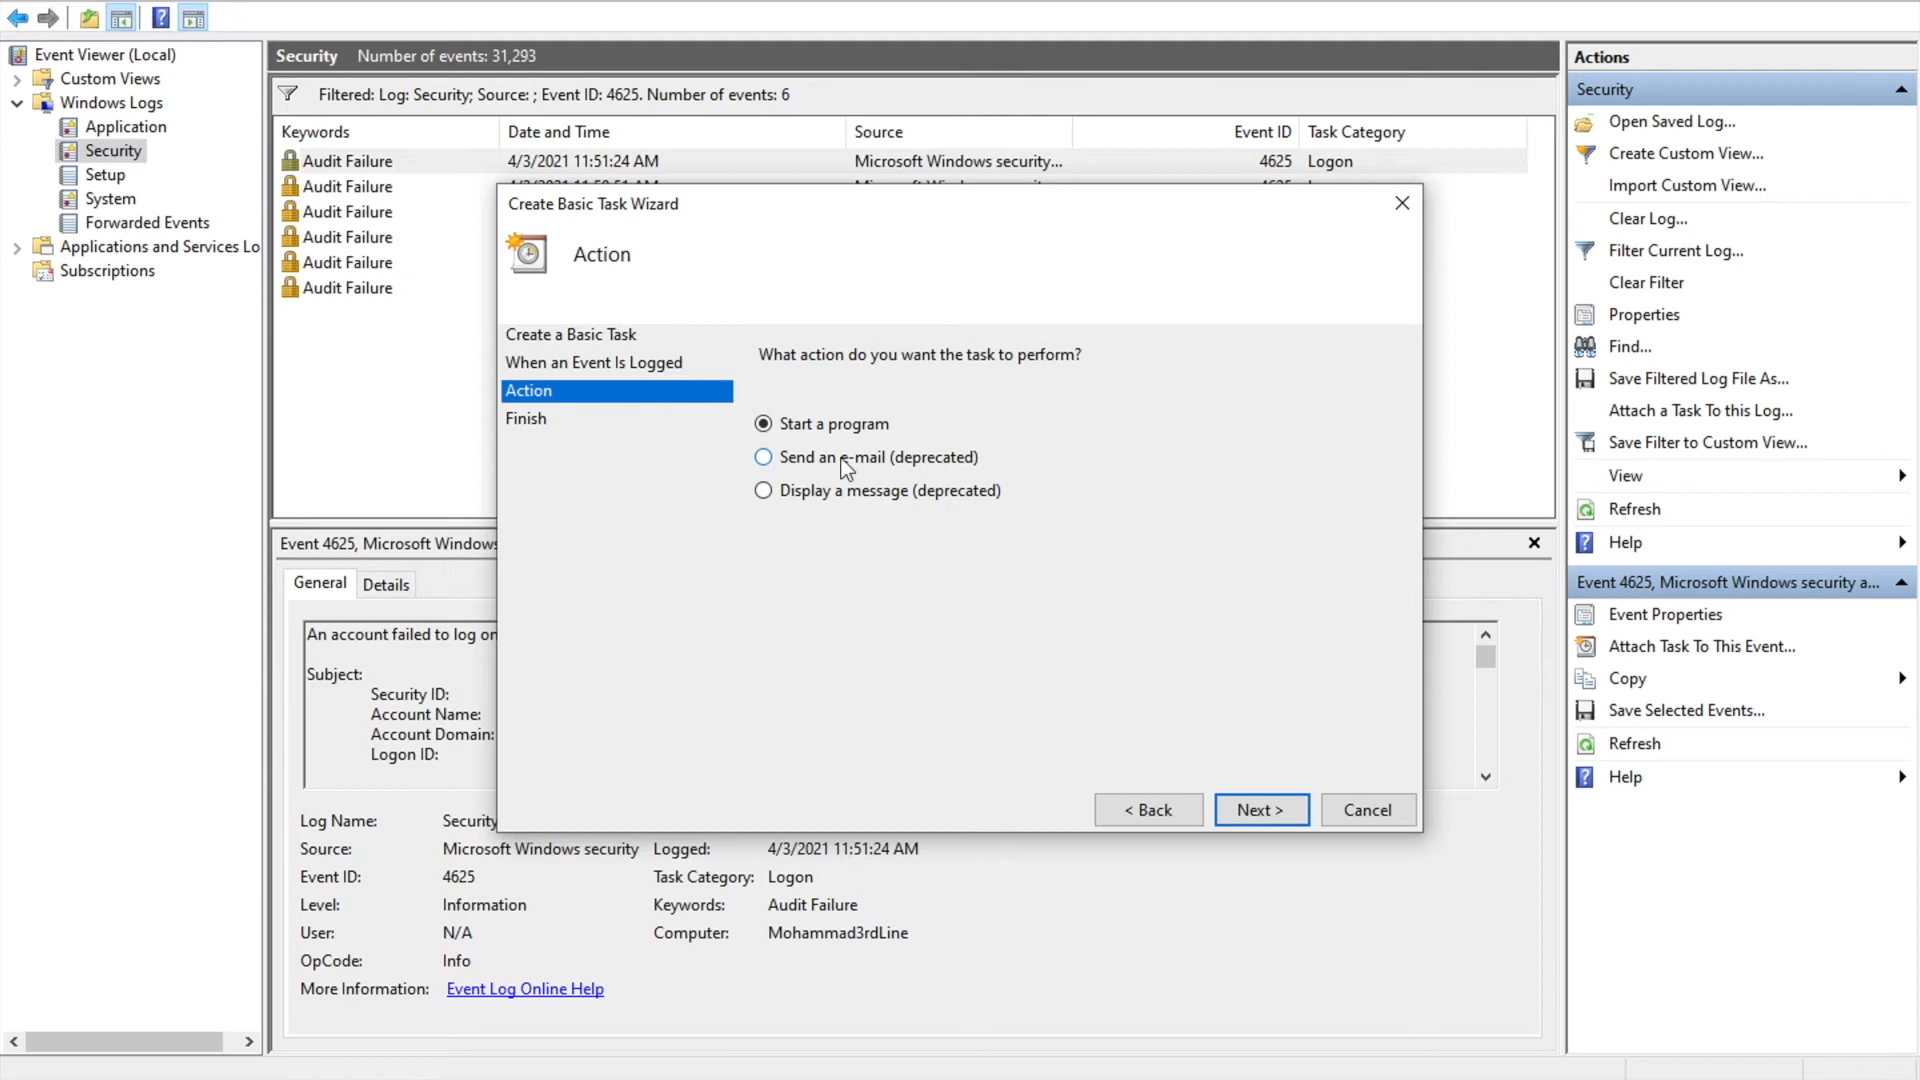 Event Viewer (Local)
Custom Views
Windows Logs
Application
Security
Setup
System
Forwarded Events
Applications and Services Lo
Subscriptions
Security Number of events: 31,293
Filtered: Log: Security; Source: ; Event ID: 4625. Number of events: 6
Keywords Date and Time Source Event ID Task Category
Audit Failure 4/3/2021 11:51:24 AM Microsoft Windows security... 4625 Logon
Audit Failure
Audit Failure
Audit Failure
Audit Failure
Audit Failure
Create Basic Task Wizard
Action
Create a Basic Task
When an Event Is Logged
Action
Finish
What action do you want the task to perform?
Start a program
Send an e-mail (deprecated)
Display a message (deprecated)
< Back Next > Cancel
Event 4625, Microsoft Windows
General Details
An account failed to log on
Subject:
Security ID:
Account Name:
Account Domain:
Logon ID:
Log Name: Security
Source: Microsoft Windows security Logged: 4/3/2021 11:51:24 AM
Event ID: 4625 Task Category: Logon
Level: Information Keywords: Audit Failure
User: N/A Computer: Mohammad3rdLine
OpCode: Info
More Information: Event Log Online Help
Actions
Security
Open Saved Log...
Create Custom View...
Import Custom View...
Clear Log...
Filter Current Log...
Clear Filter
Properties
Find...
Save Filtered Log File As...
Attach a Task To this Log...
Save Filter to Custom View...
View
Refresh
Help
Event 4625, Microsoft Windows security a...
Event Properties
Attach Task To This Event...
Copy
Save Selected Events...
Refresh
Help